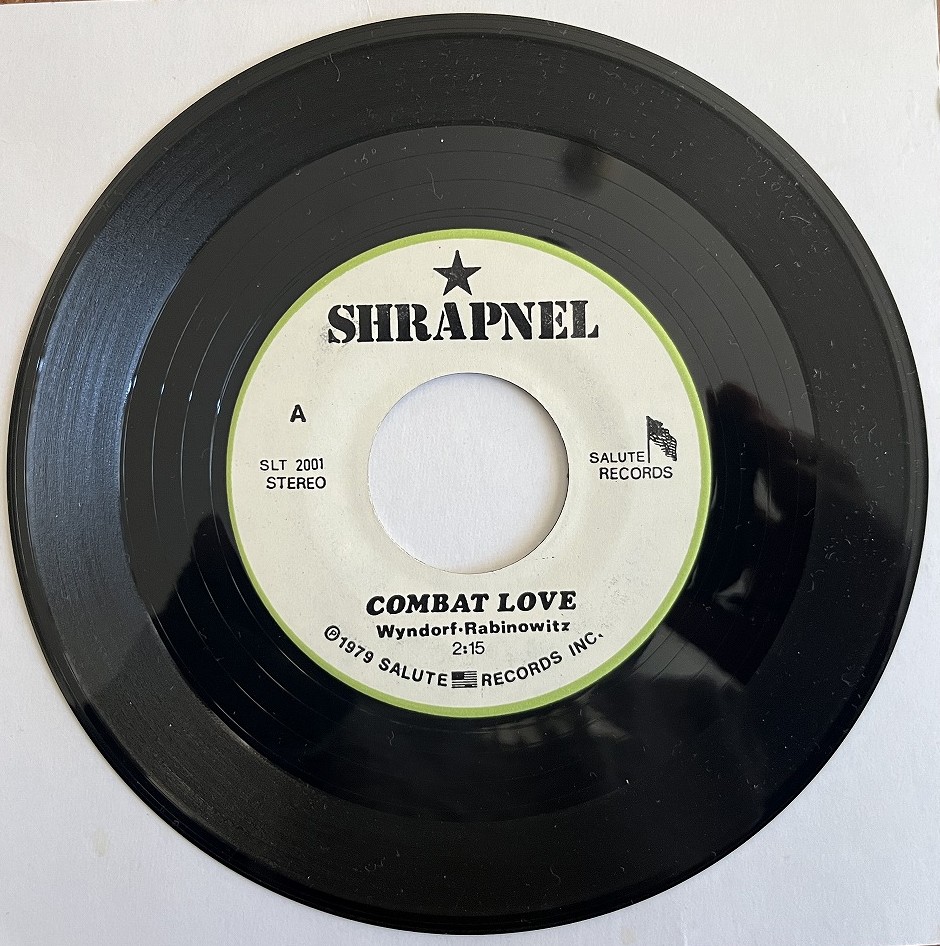 SHRAPNEL
A
SLT 2001
STEREO
SALUTE
RECORDS
COMBAT LOVE
Wyndorf·Rabinowitz
2:15
℗1979 SALUTE RECORDS INC.